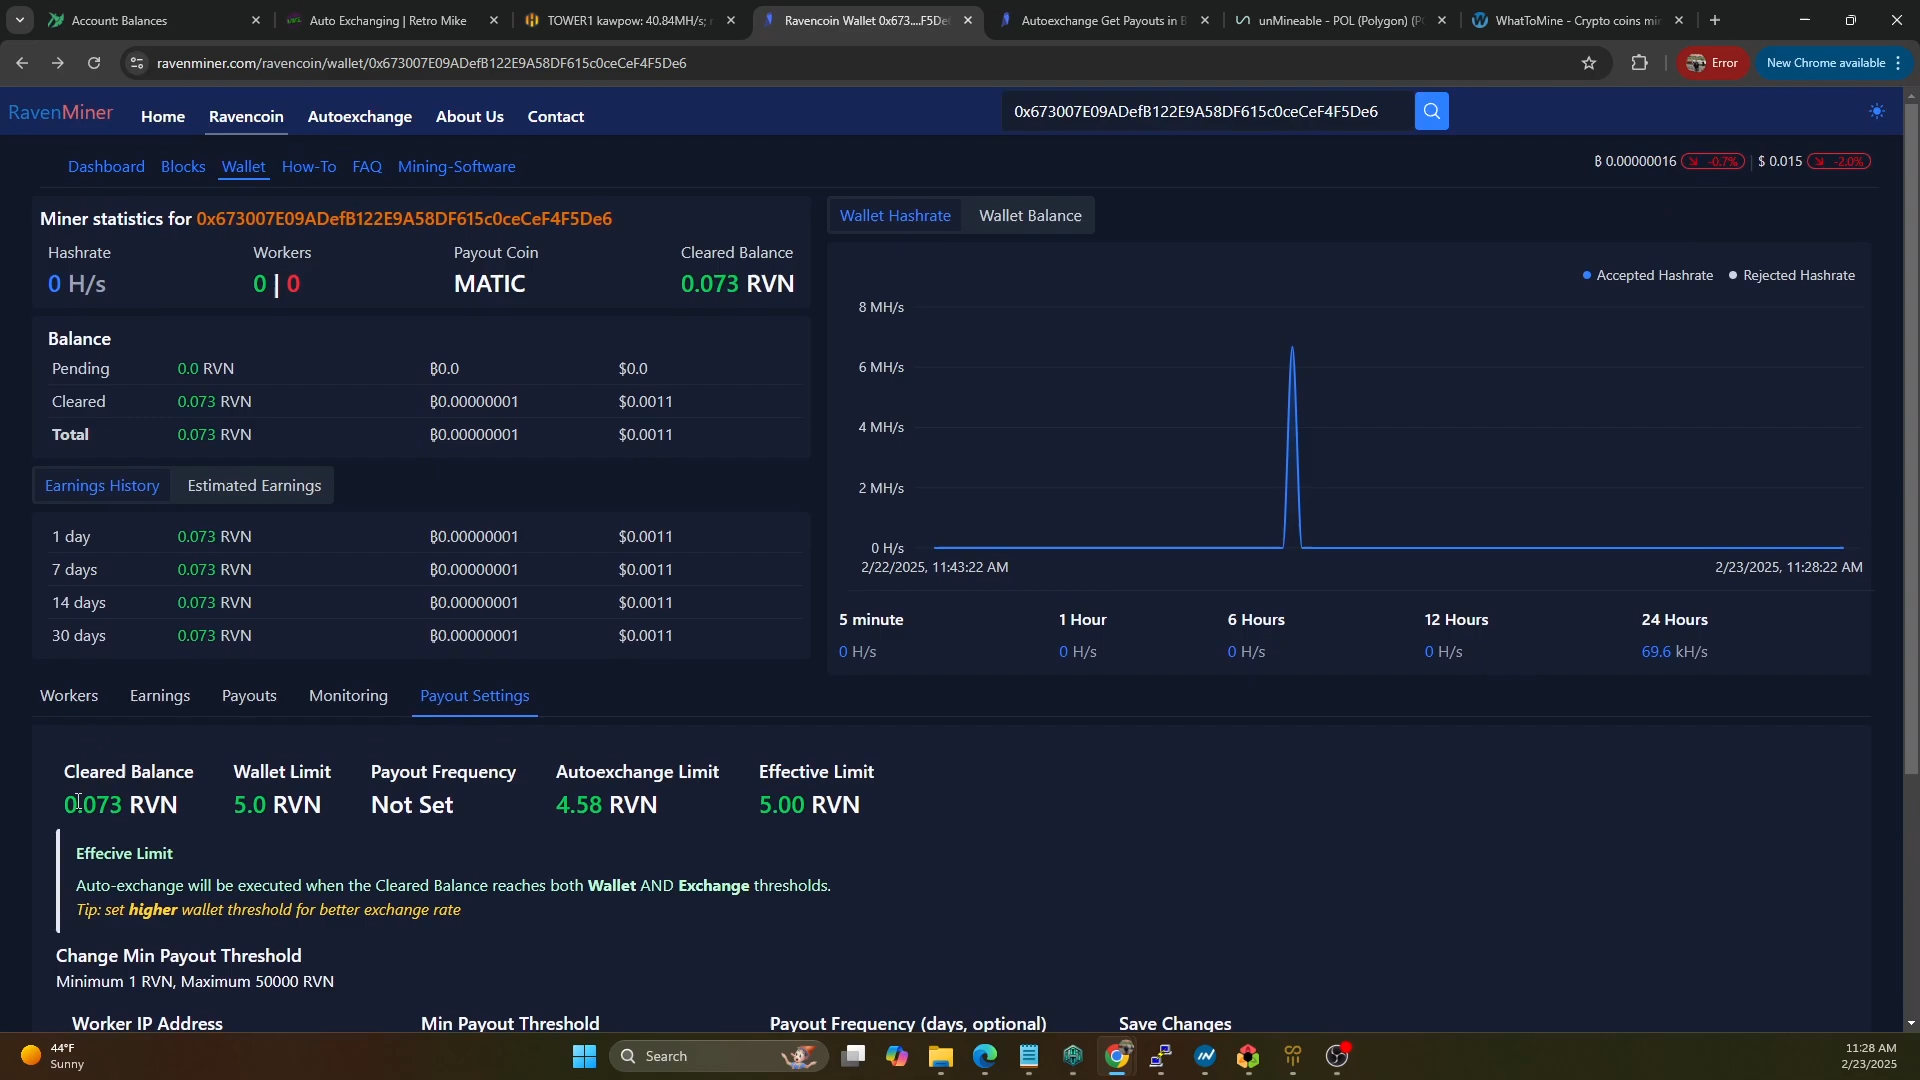 Account: Balances
Auto Exchanging | Retro Mike
TOWER1 kawpow: 40.84MH/s;
Ravencoin Wallet 0x673....F5De
Autoexchange Get Payouts in B
unMineable - POL (Polygon)
WhatToMine - Crypto coins mi
ravenminer.com/ravencoin/wallet/0x673007E09ADefB122E9A58DF615c0ceCeF4F5De6
Error
New Chrome available
RavenMiner
Home
Ravencoin
Autoexchange
About Us
Contact
0x673007E09ADefB122E9A58DF615c0ceCeF4F5De6
Dashboard
Blocks
Wallet
How-To
FAQ
Mining-Software
₿ 0.00000016
-0.7%
|
$ 0.015
-2.0%
Miner statistics for 0x673007E09ADefB122E9A58DF615c0ceCeF4F5De6
Hashrate
Workers
Payout Coin
Cleared Balance
0 H/s
0 | 0
MATIC
0.073 RVN
Balance
Pending 0.0 RVN ₿0.0 $0.0
Cleared 0.073 RVN ₿0.00000001 $0.0011
Total 0.073 RVN ₿0.00000001 $0.0011
Earnings History
Estimated Earnings
1 day 0.073 RVN ₿0.00000001 $0.0011
7 days 0.073 RVN ₿0.00000001 $0.0011
14 days 0.073 RVN ₿0.00000001 $0.0011
30 days 0.073 RVN ₿0.00000001 $0.0011
Wallet Hashrate
Wallet Balance
Accepted Hashrate
Rejected Hashrate
8 MH/s
6 MH/s
4 MH/s
2 MH/s
0 H/s
2/22/2025, 11:43:22 AM
2/23/2025, 11:28:22 AM
5 minute
1 Hour
6 Hours
12 Hours
24 Hours
0 H/s
0 H/s
0 H/s
0 H/s
69.6 kH/s
Workers
Earnings
Payouts
Monitoring
Payout Settings
Cleared Balance
Wallet Limit
Payout Frequency
Autoexchange Limit
Effective Limit
0.073 RVN
5.0 RVN
Not Set
4.58 RVN
5.00 RVN
Effecive Limit
Auto-exchange will be executed when the Cleared Balance reaches both Wallet AND Exchange thresholds.
Tip: set higher wallet threshold for better exchange rate
Change Min Payout Threshold
Minimum 1 RVN, Maximum 50000 RVN
Worker IP Address
Min Payout Threshold
Payout Frequency (days, optional)
Save Changes
44°F
Sunny
Search
11:28 AM
2/23/2025